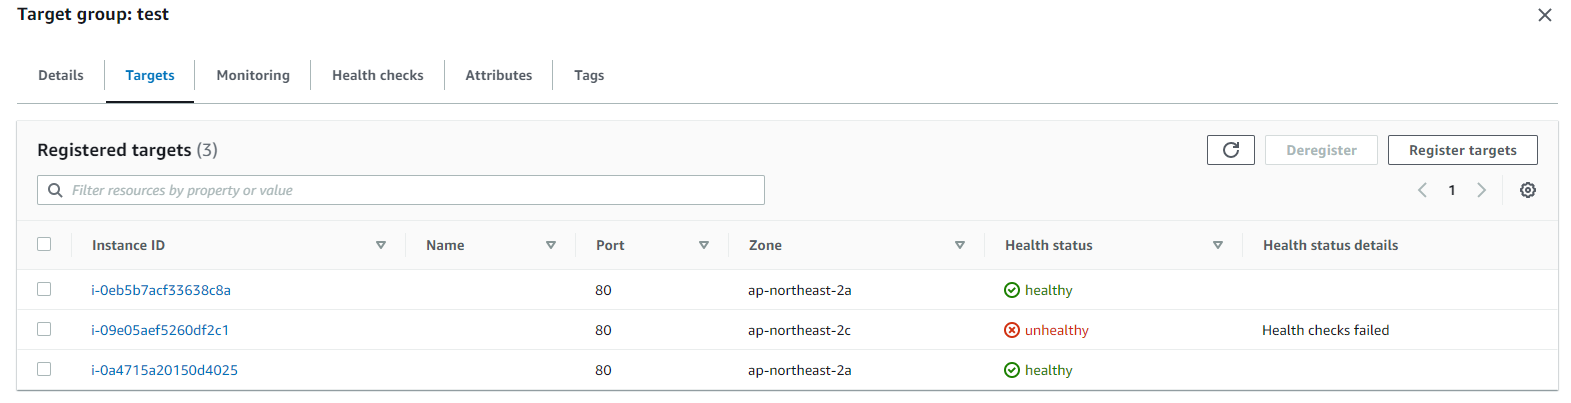 Target group: test
Details Targets Monitoring Health checks Attributes Tags
Registered targets (3) Deregister Register targets
Filter resources by property or value 1
Instance ID Name Port Zone Health status Health status details
i-0eb5b7acf33638c8a 80 ap-northeast-2a healthy
i-09e05aef5260df2c1 80 ap-northeast-2c unhealthy Health checks failed
i-0a4715a20150d4025 80 ap-northeast-2a healthy